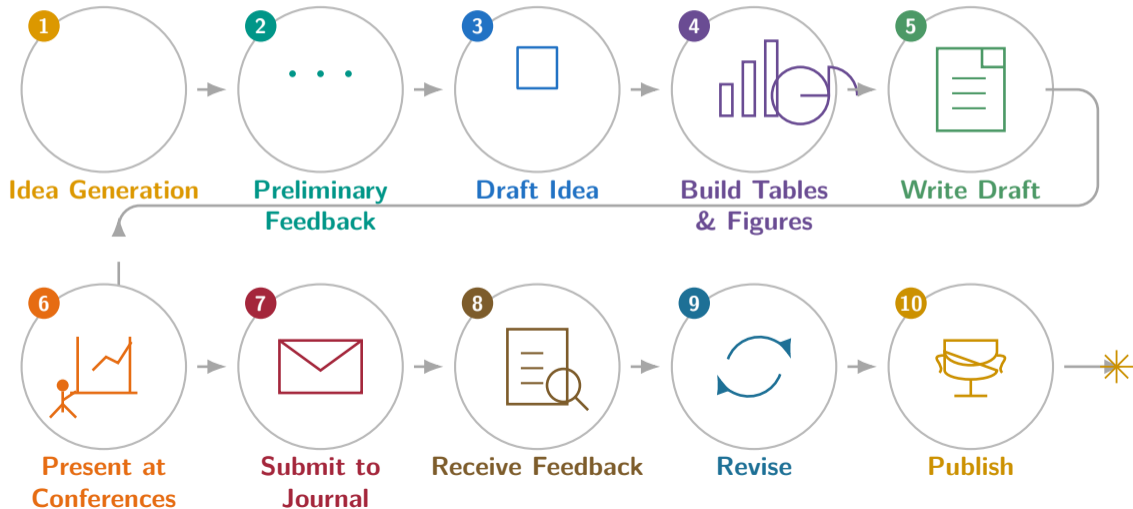 1
Idea Generation
2
Preliminary
Feedback
3
Draft Idea
4
Build Tables
& Figures
5
Write Draft
6
Present at
Conferences
7
Submit to
Journal
8
Receive Feedback
9
Revise
10
Publish